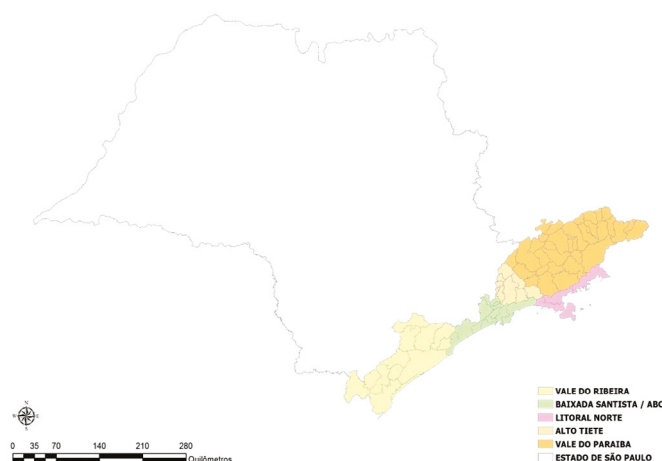 N
W
E
S
0 35 70 140 210 280
Quilômetros
VALE DO RIBEIRA
BAIXADA SANTISTA / ABC
LITORAL NORTE
ALTO TIETE
VALE DO PARAIBA
ESTADO DE SÃO PAULO